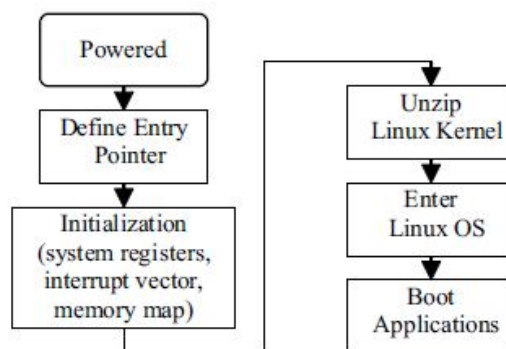 Powered
Define Entry
Pointer
Initialization
(system registers,
interrupt vector,
memory map)
Unzip
Linux Kernel
Enter
Linux OS
Boot
Applications